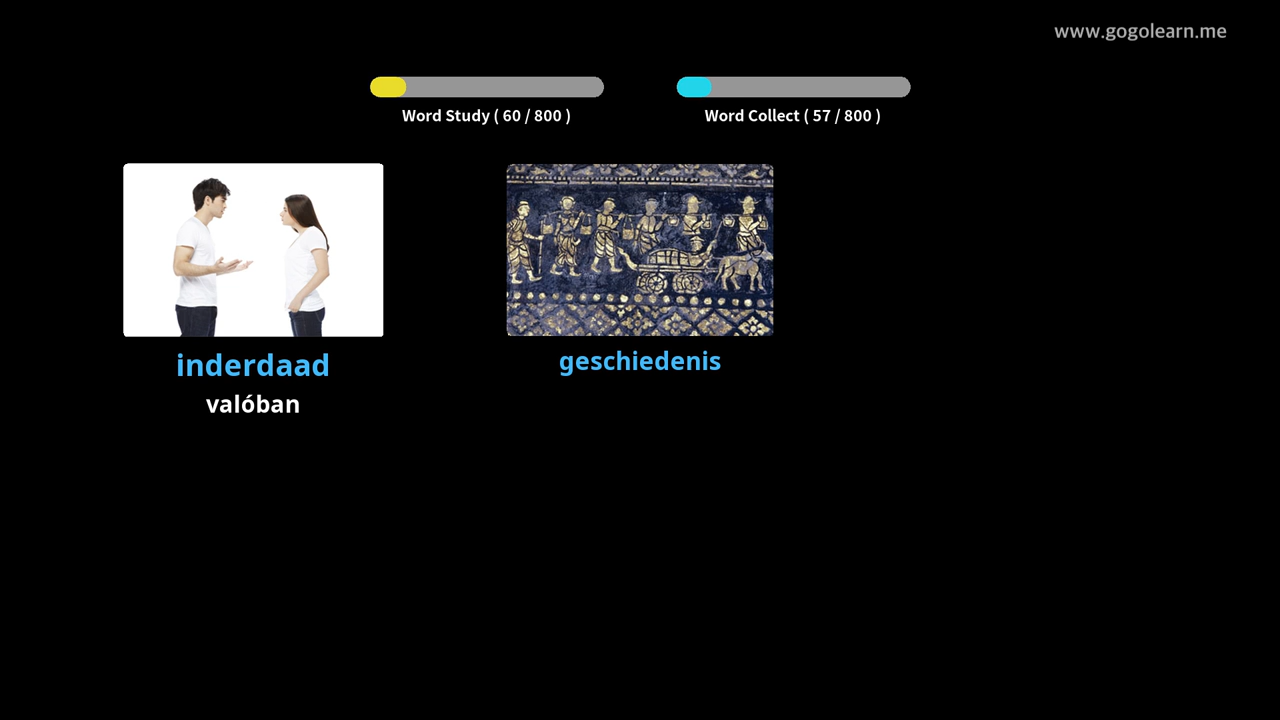 www.gogolearn.me
Word Study ( 60 / 800 )
Word Collect ( 57 / 800 )
inderdaad
valóban
geschiedenis